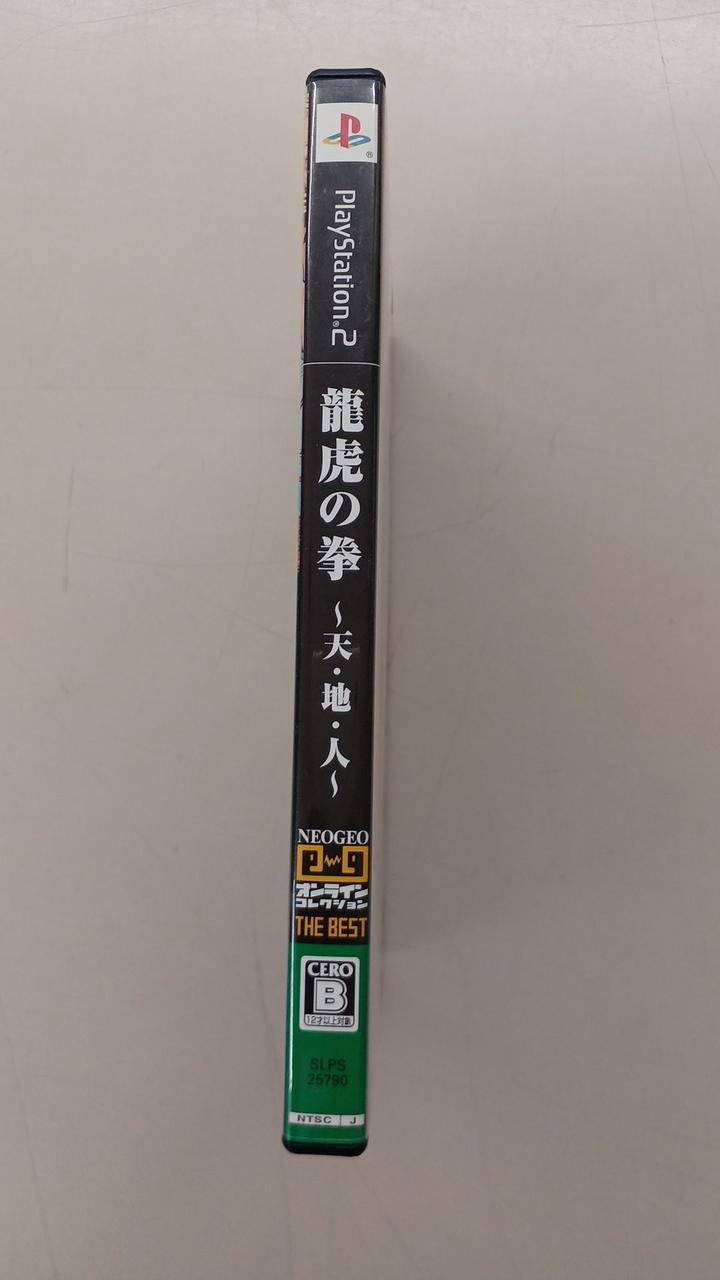 PlayStation®2
龍虎の拳
～天・地・人～
NEOGEO
オンライン
コレクション
THE BEST
CERO
B
12才以上対象
SLPS
25790
NTSC J